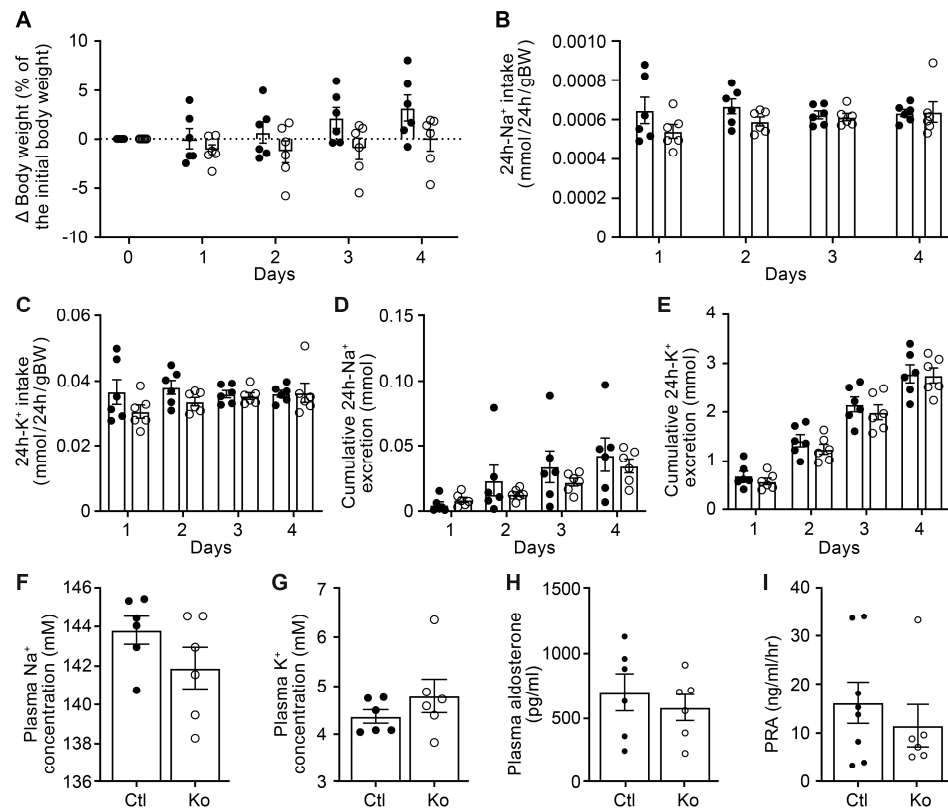 A
Δ Body weight (% of
the initial body weight)
10
5
0
-5
-10
0 1 2 3 4
Days
B
24h-Na⁺ intake
(mmol/24h/gBW)
0.0010
0.0008
0.0006
0.0004
0.0002
0
1 2 3 4
Days
C
24h-K⁺ intake
(mmol/24h/gBW)
0.06
0.04
0.02
0
1 2 3 4
Days
D
Cumulative 24h-Na⁺
excretion (mmol)
0.15
0.10
0.05
0
1 2 3 4
Days
E
Cumulative 24h-K⁺
excretion (mmol)
4
3
2
1
0
1 2 3 4
Days
F
Plasma Na⁺
concentration (mM)
146
144
142
140
138
136
Ctl Ko
G
Plasma K⁺
concentration (mM)
7
6
5
4
3
Ctl Ko
H
Plasma aldosterone
(pg/ml)
1500
1000
500
0
Ctl Ko
I
PRA (ng/ml/hr)
40
30
20
10
0
Ctl Ko